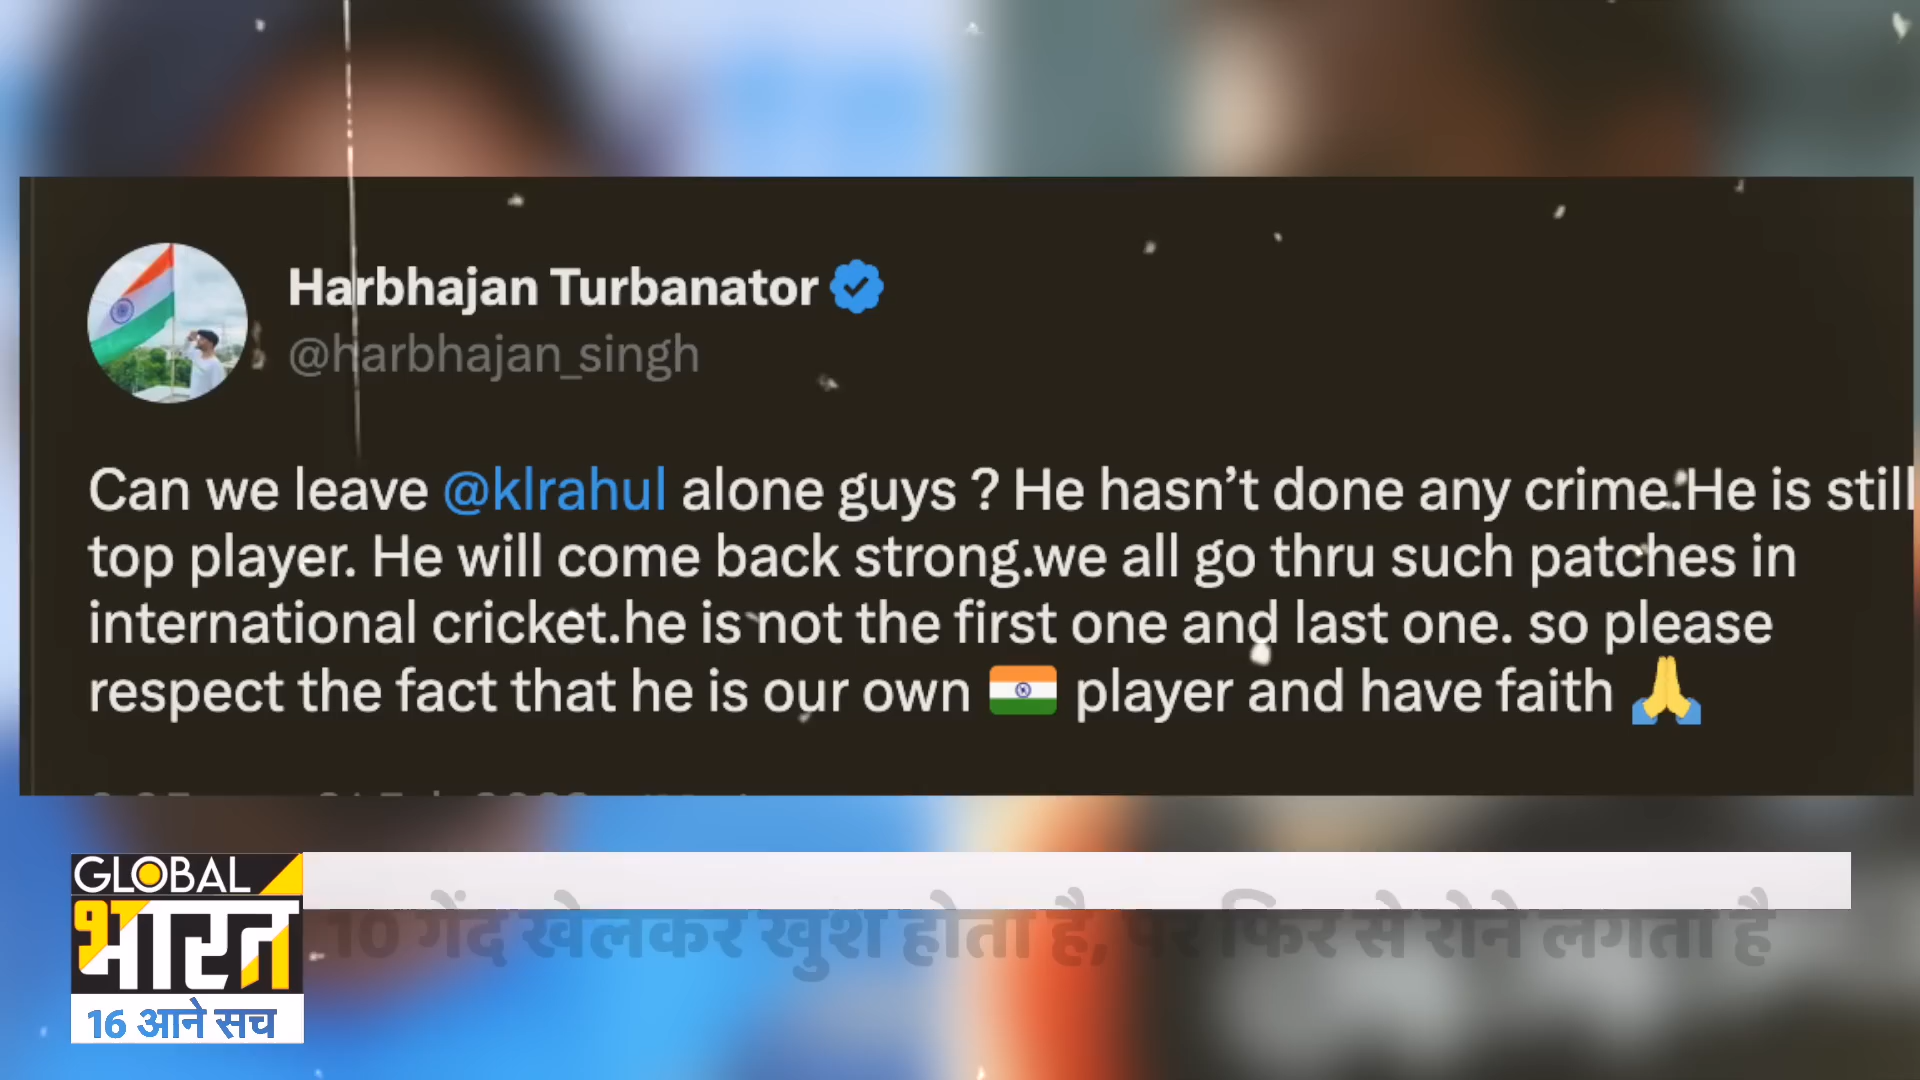 Harbhajan Turbanator
@harbhajan_singh
Can we leave @klrahul alone guys ? He hasn’t done any crime.He is still
top player. He will come back strong.we all go thru such patches in
international cricket.he is not the first one and last one. so please
respect the fact that he is our own 🇮🇳 player and have faith 🙏
GLOBAL
भारत
16 आने सच
10 गेंद खेलकर खुश होता है, पर फिर से रोने लगता है